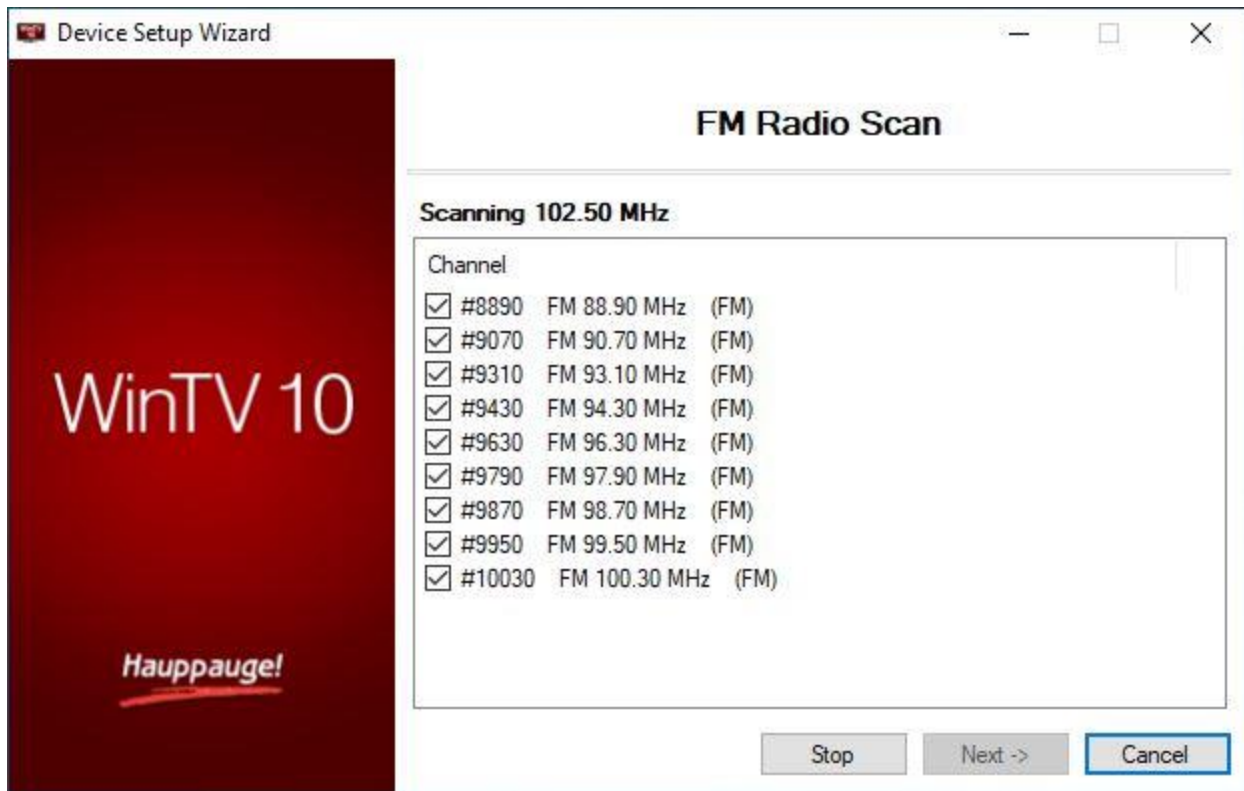 Device Setup Wizard
FM Radio Scan
Scanning 102.50 MHz
Channel
#8890 FM 88.90 MHz (FM)
#9070 FM 90.70 MHz (FM)
#9310 FM 93.10 MHz (FM)
#9430 FM 94.30 MHz (FM)
#9630 FM 96.30 MHz (FM)
#9790 FM 97.90 MHz (FM)
#9870 FM 98.70 MHz (FM)
#9950 FM 99.50 MHz (FM)
#10030 FM 100.30 MHz (FM)
WinTV 10
Hauppauge!
Stop Next -> Cancel